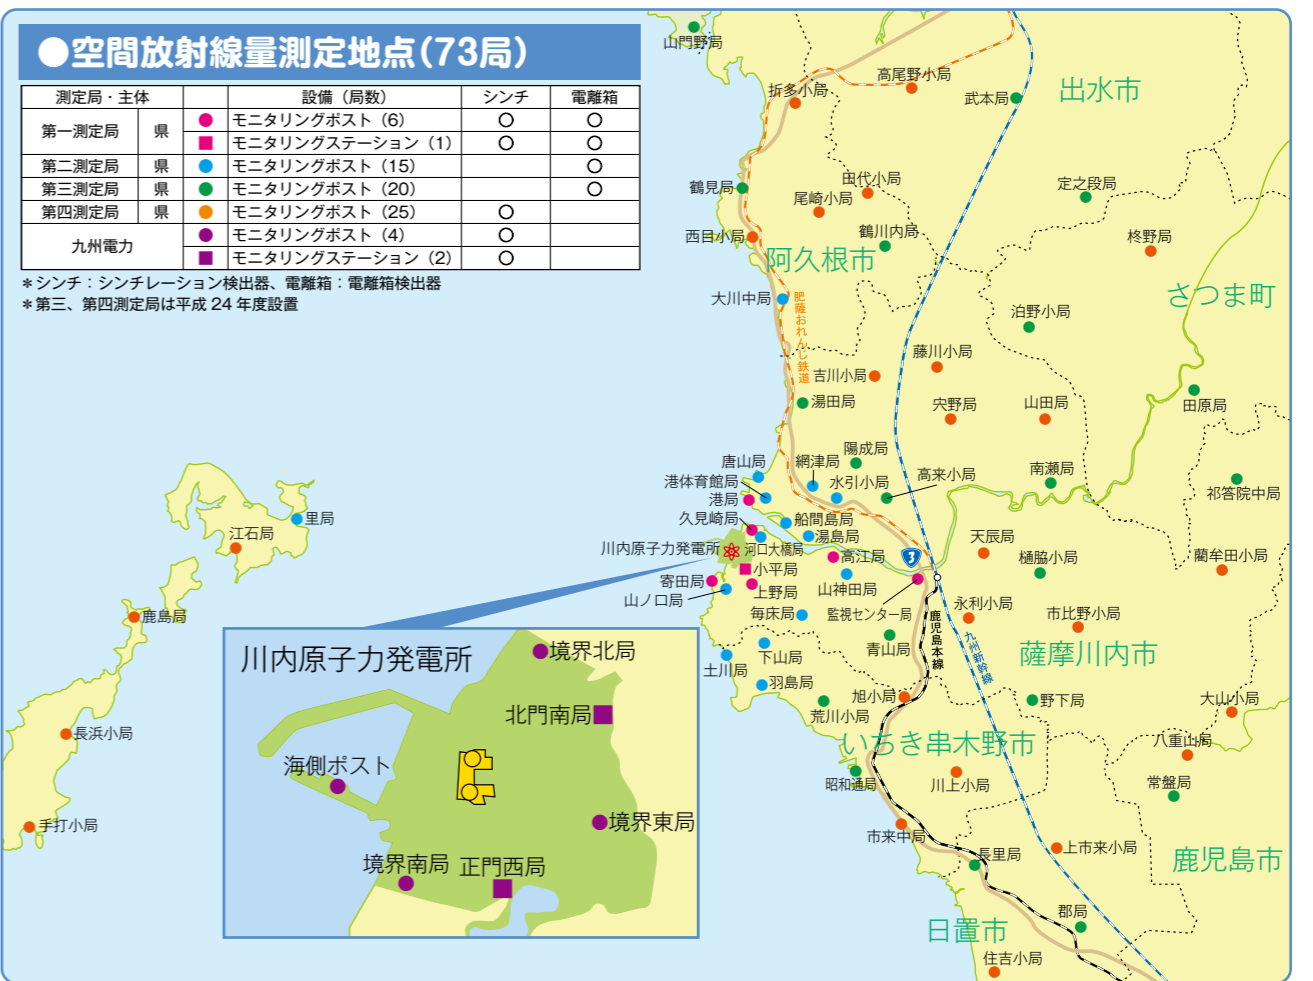 ●空間放射線量測定地点(73局)
測定局・主体 設備(局数) シンチ 電離箱
第一測定局 県 ● モニタリングポスト(6) ○ ○
■ モニタリングステーション(1) ○ ○
第二測定局 県 ● モニタリングポスト(15) ○
第三測定局 県 ● モニタリングポスト(20) ○
第四測定局 県 ● モニタリングポスト(25) ○
九州電力 ● モニタリングポスト(4) ○
■ モニタリングステーション(2) ○
*シンチ:シンチレーション検出器、電離箱:電離箱検出器
*第三、第四測定局は平成 24 年度設置
山門野局
折多小局
高尾野小局
武本局
出水市
鶴見局
田代小局
尾崎小局
定之段局
西目小局
鶴川内局
柊野局
阿久根市
さつま町
大川中局
肥薩おれんじ鉄道
泊野小局
藤川小局
吉川小局
湯田局
宍野局
山田局
田原局
唐山局
網津局
陽成局
港体育館局
水引小局
高来小局
南瀬局
祁答院中局
港局
久見崎局
船間島局
湯島局
川内原子力発電所
河口大橋局
高江局
3
天辰局
樋脇小局
藺牟田小局
小平局
寄田局
上野局
山神田局
山ノ口局
毎床局
監視センター局
永利小局
市比野小局
青山局
鹿児島本線
九州新幹線
薩摩川内市
土川局
下山局
羽島局
旭小局
野下局
大山小局
荒川小局
いちき串木野市
八重山局
昭和通局
川上小局
常盤局
市来中局
長里局
上市来小局
鹿児島市
郡局
日置市
住吉小局
里局
江石局
鹿島局
長浜小局
手打小局
川内原子力発電所
境界北局
北門南局
海側ポスト
境界東局
境界南局
正門西局